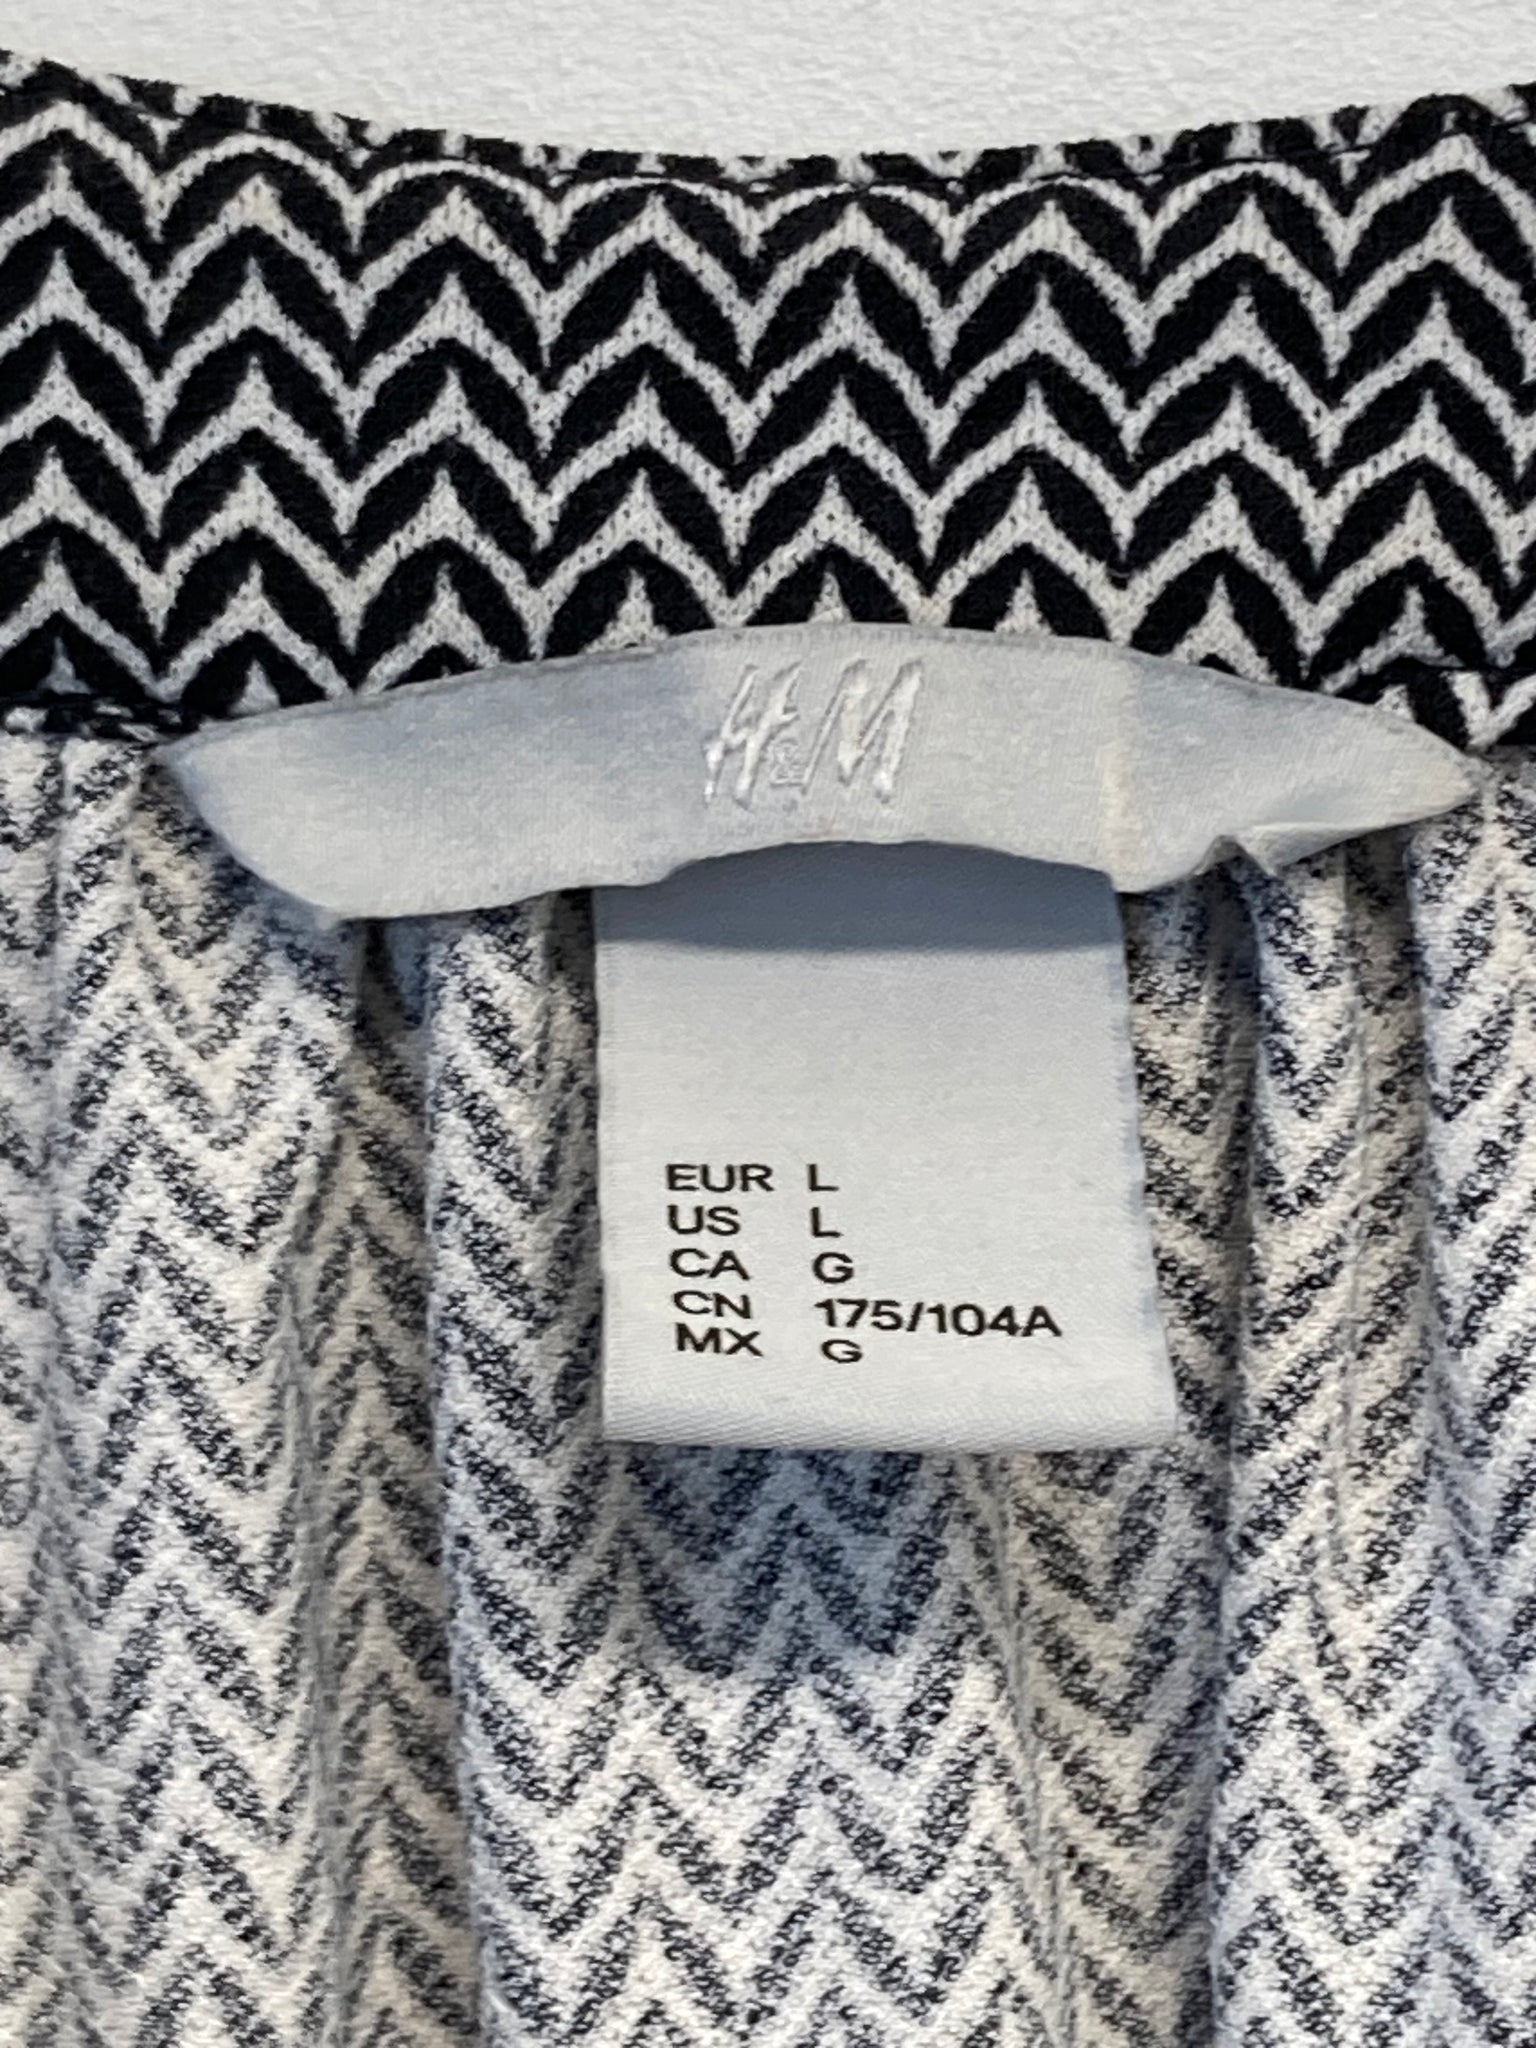 H&M
EUR L
US L
CA G
CN 175/104A
MX G